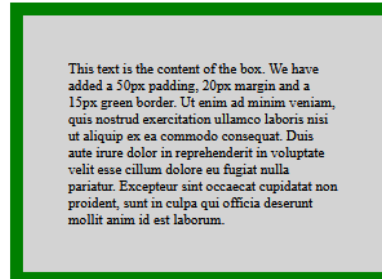 This text is the content of the box. We have
added a 50px padding, 20px margin and a
15px green border. Ut enim ad minim veniam,
quis nostrud exercitation ullamco laboris nisi
ut aliquip ex ea commodo consequat. Duis
aute irure dolor in reprehenderit in voluptate
velit esse cillum dolore eu fugiat nulla
pariatur. Excepteur sint occaecat cupidatat non
proident, sunt in culpa qui officia deserunt
mollit anim id est laborum.